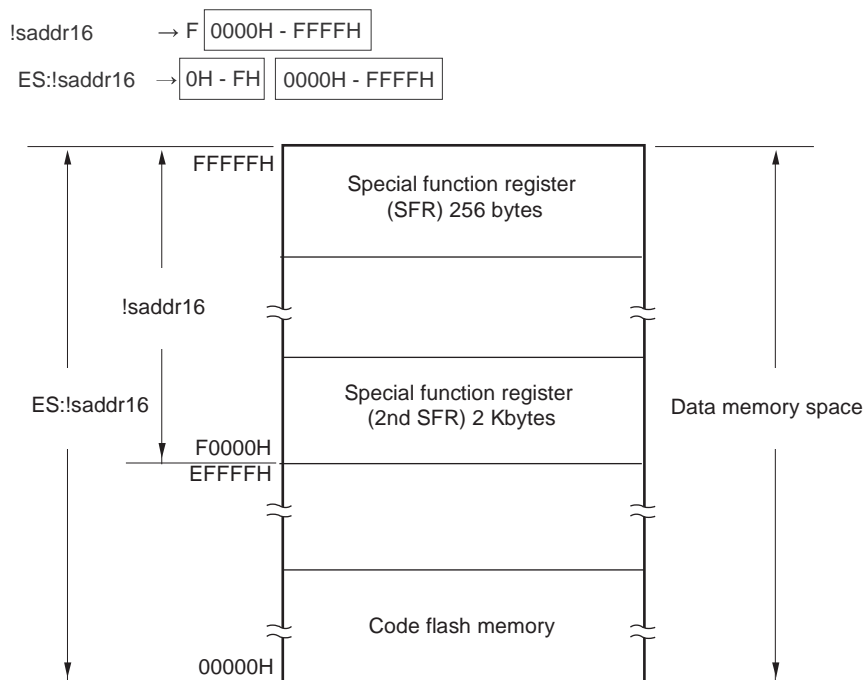 !saddr16 → F 0000H - FFFFH
ES:!saddr16 → 0H - FH 0000H - FFFFH
FFFFFH
Special function register
(SFR) 256 bytes
!saddr16
Special function register
(2nd SFR) 2 Kbytes
ES:!saddr16
Data memory space
F0000H
EFFFFH
Code flash memory
00000H